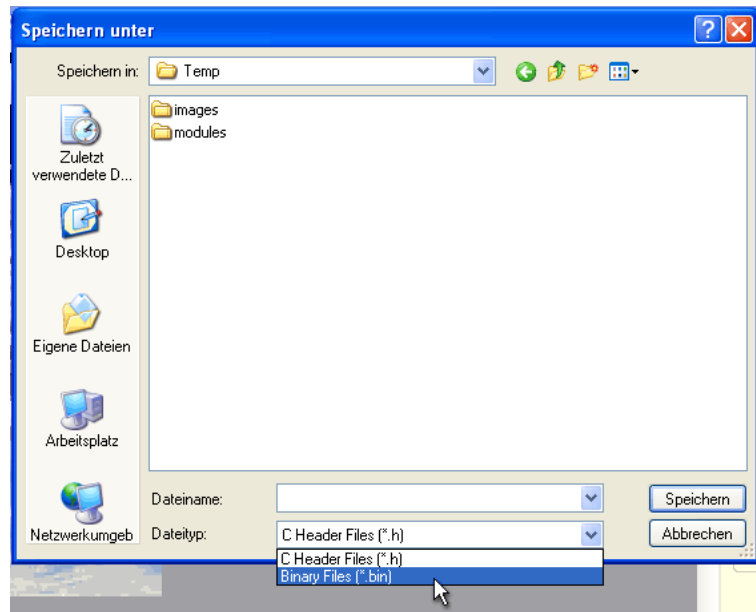 Speichern unter
Speichern in: Temp
images
modules
Zuletzt
verwendete D...
Desktop
Eigene Dateien
Arbeitsplatz
Netzwerkumgeb
Dateiname:
Speichern
Dateityp: C Header Files (*.h)
Abbrechen
C Header Files (*.h)
Binary Files (*.bin)